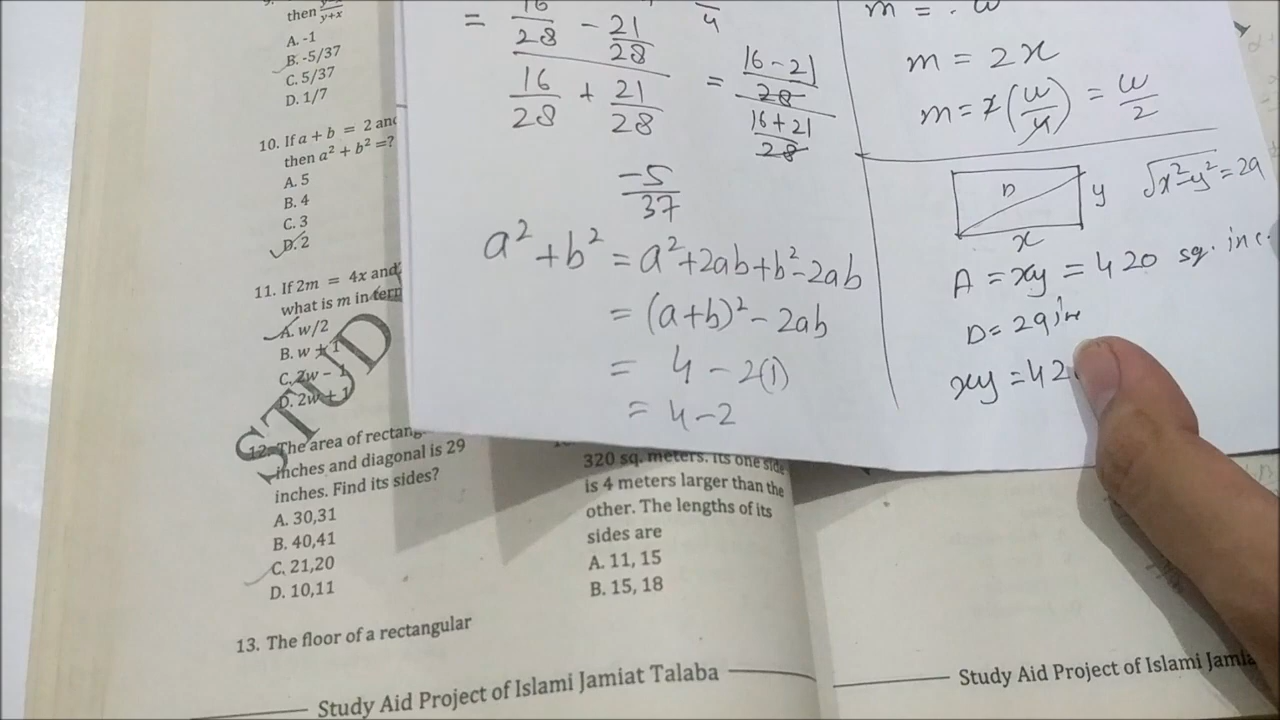 then y+x
A. -1
B. -5/37
C. 5/37
D. 1/7
10. If a + b = 2 and
then a² + b² =?
A. 5
B. 4
C. 3
D. 2
11. If 2m = 4x and
what is m in
A. w/2
B. w + 1
C. 2w - 1
D. 2w + 1
STUD
12. The area of
inches and diagonal is 29
inches. Find its sides?
A. 30,31
B. 40,41
C. 21,20
D. 10,11
13. The floor of a rectangular
320 sq. meters. Its one side
is 4 meters larger than the
other. The lengths of its
sides are
A. 11, 15
B. 15, 18
Study Aid Project of Islami Jamiat Talaba
Study Aid Project of Islami
= 16/28 - 21/28
4
16/28 + 21/28
= (16-21)/28
(16+21)/28
-5/37
a² + b² = a² + 2ab + b² - 2ab
= (a+b)² - 2ab
= 4 - 2(1)
= 4 - 2
m = 2x
m = 2(w/4) = w/2
D y √x²-y² = 29
x
A = xy = 420 sq. inc.
D = 29 in
xy = 42